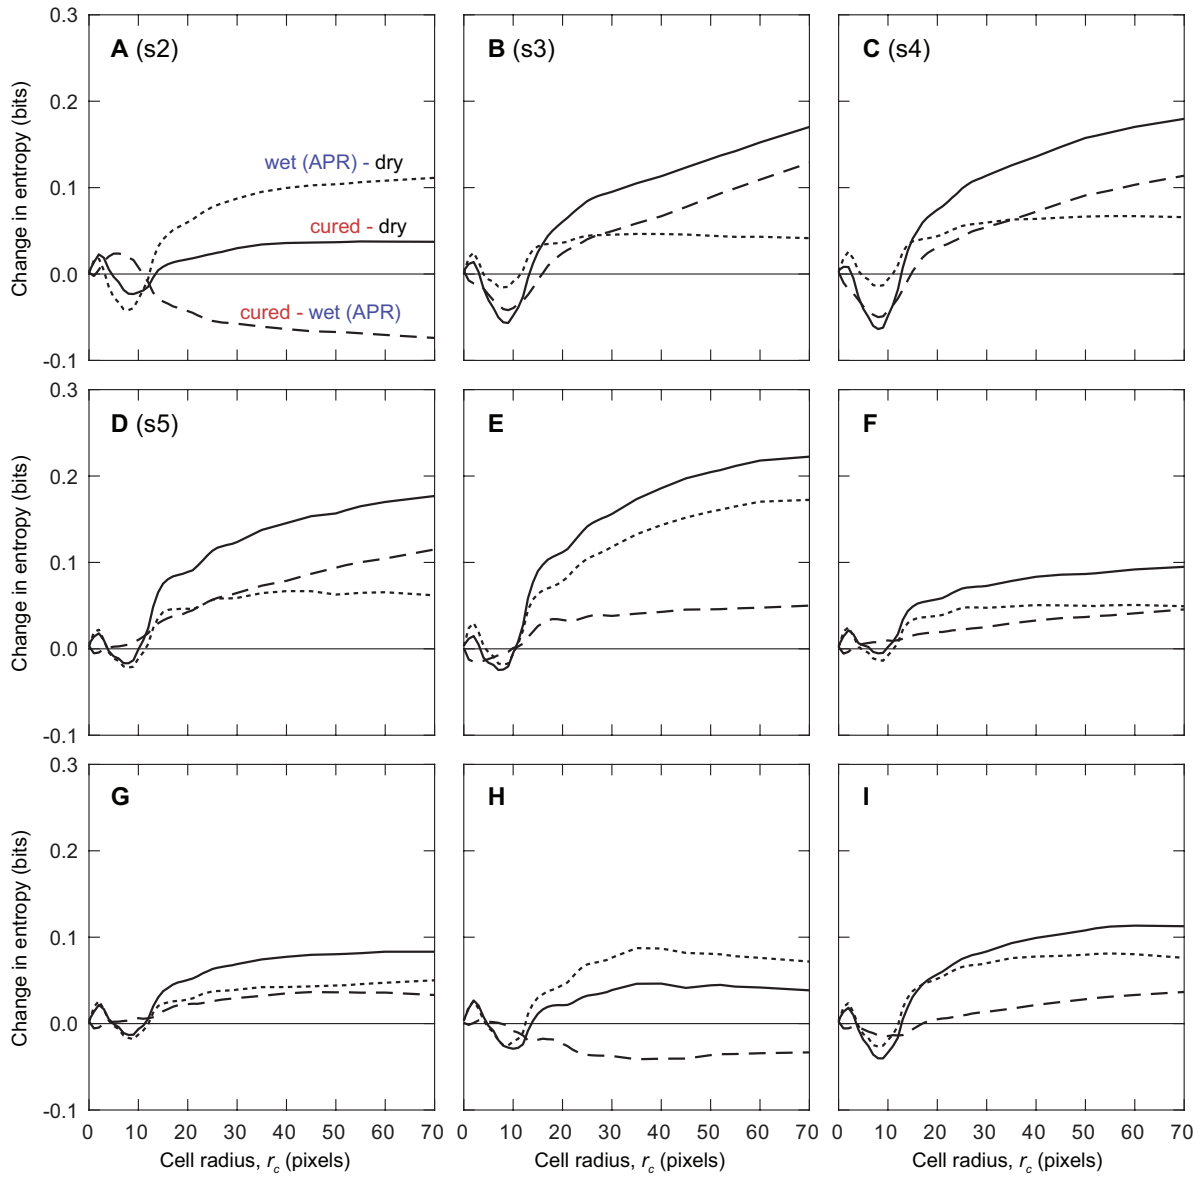 A (s2)
B (s3)
C (s4)
0.3
0.2
0.1
0.0
-0.1
Change in entropy (bits)
wet (APR) - dry
cured - dry
cured - wet (APR)
D (s5)
E
F
0.3
0.2
0.1
0.0
-0.1
Change in entropy (bits)
G
H
I
0.3
0.2
0.1
0.0
-0.1
Change in entropy (bits)
0 10 20 30 40 50 60 70
0 10 20 30 40 50 60 70
0 10 20 30 40 50 60 70
Cell radius, r_c (pixels)
Cell radius, r_c (pixels)
Cell radius, r_c (pixels)